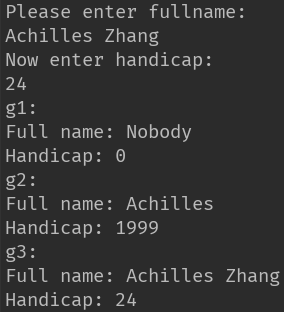 Please enter fullname:
Achilles Zhang
Now enter handicap:
24
g1:
Full name: Nobody
Handicap: 0
g2:
Full name: Achilles
Handicap: 1999
g3:
Full name: Achilles Zhang
Handicap: 24